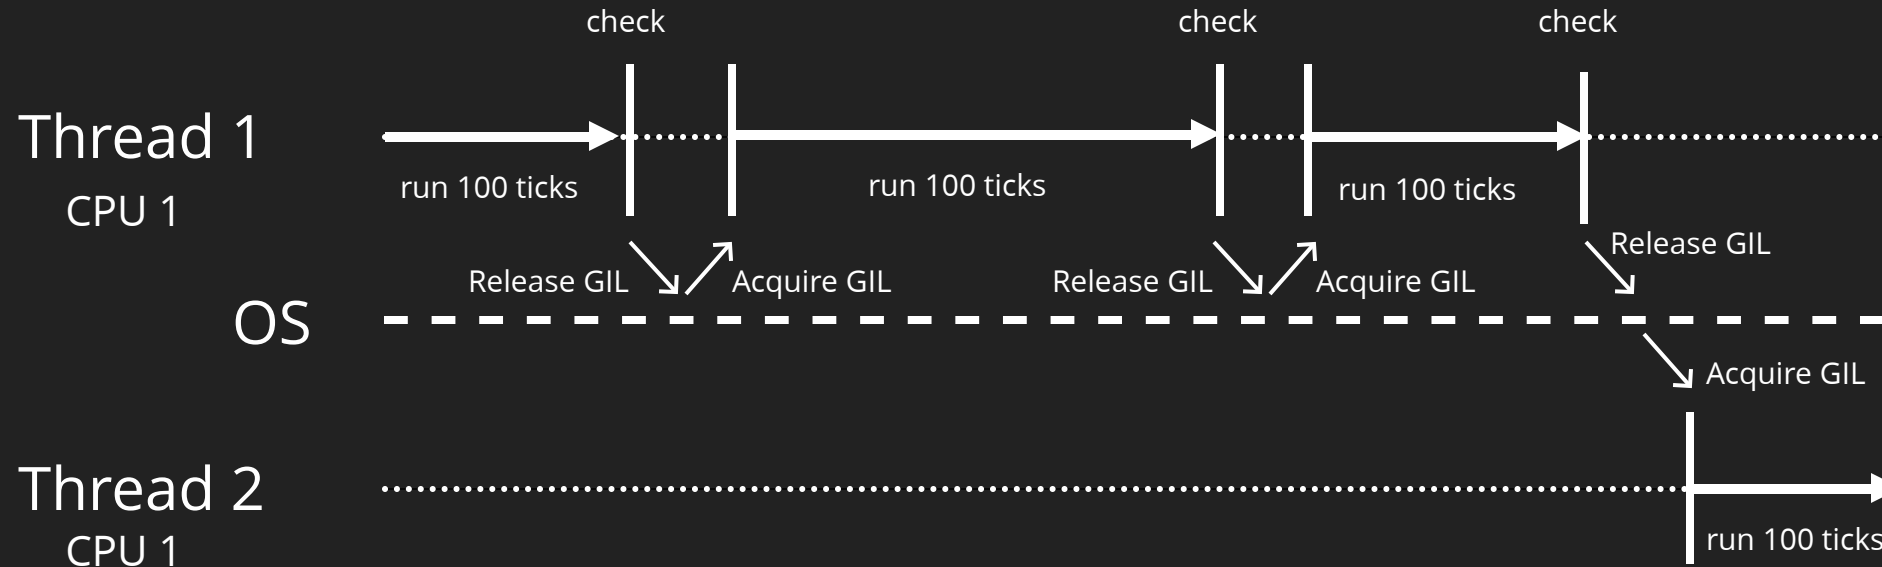 check
check
check
Thread 1
run 100 ticks
run 100 ticks
run 100 ticks
CPU 1
Release GIL
Acquire GIL
Release GIL
Acquire GIL
Release GIL
OS
Acquire GIL
Thread 2
CPU 1
run 100 ticks